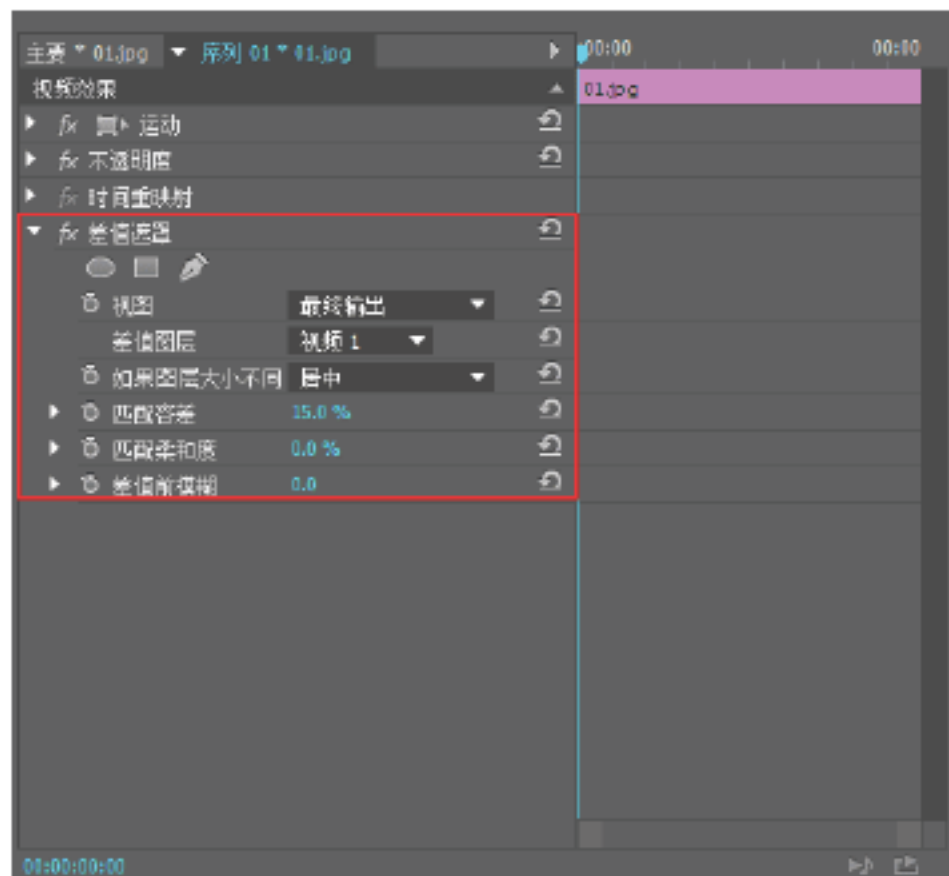 主要 * 01.jpg 序列 01 * 01.jpg 00:00 00:00
视频效果 01.jpg
fx 运动
fx 不透明度
fx 时间重映射
fx 差值遮罩
视图 最终输出
差值图层 视频 1
如果图层大小不同 居中
匹配容差 15.0 %
匹配柔和度 0.0 %
差值前模糊 0.0
00:00:00:00